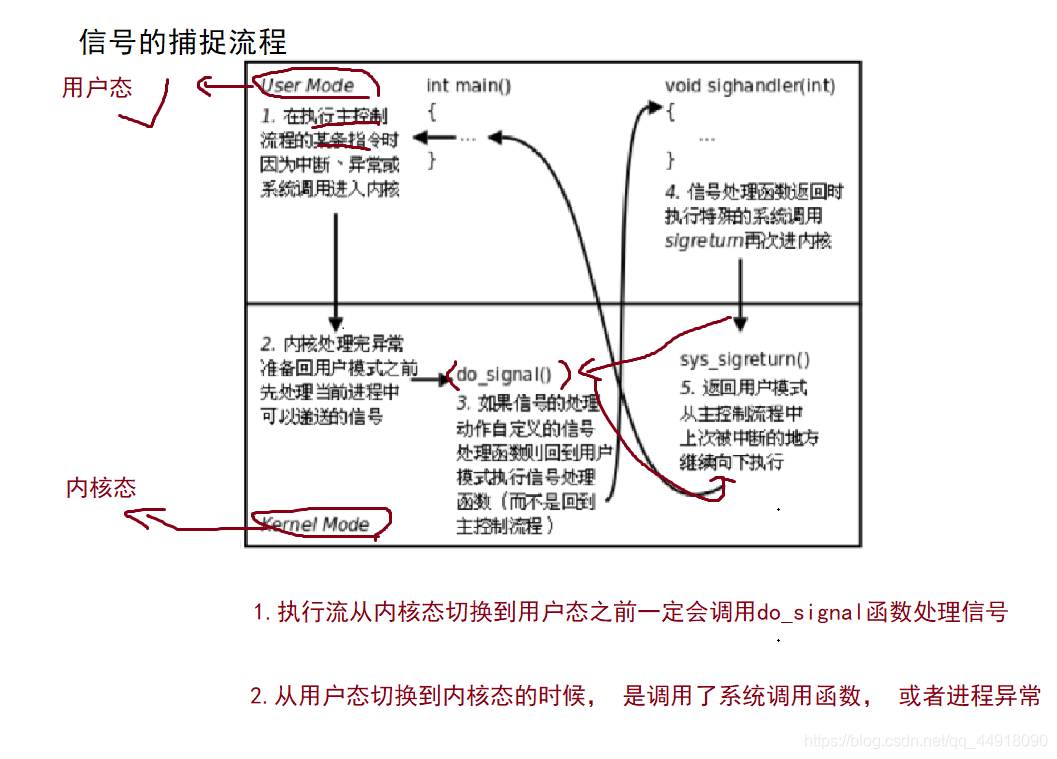 信号的捕捉流程
用户态
User Mode
1. 在执行主控制
流程的某条指令时
因为中断、异常或
系统调用进入内核
int main()
{
...
}
void sighandler(int)
{
...
}
4. 信号处理函数返回时
执行特殊的系统调用
sigreturn再次进内核
2. 内核处理完异常
准备回用户模式之前
先处理当前进程中
可以递送的信号
do_signal()
3. 如果信号的处理
动作自定义的信号
处理函数则回到用户
模式执行信号处理
函数（而不是回到
主控制流程）
sys_sigreturn()
5. 返回用户模式
从主控制流程中
上次被中断的地方
继续向下执行
内核态
Kernel Mode
1.执行流从内核态切换到用户态之前一定会调用do_signal函数处理信号
2.从用户态切换到内核态的时候， 是调用了系统调用函数， 或者进程异常
https://blog.csdn.net/qq_44918090